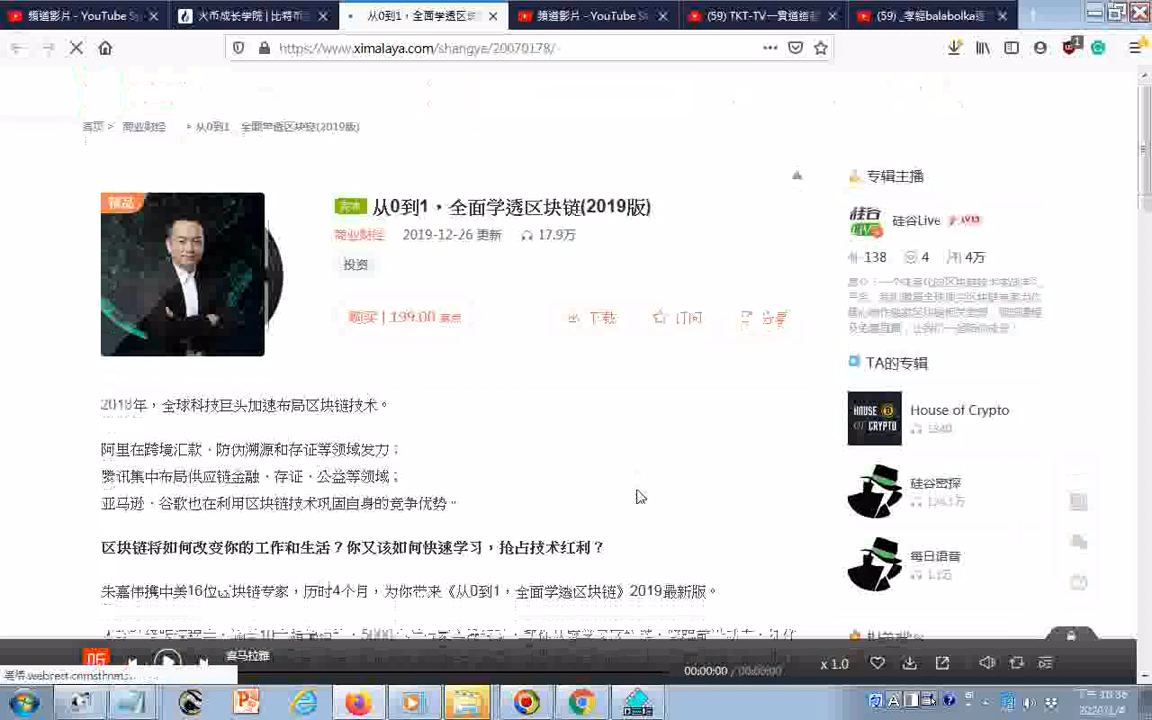 頻道影片 - YouTube S
火币成长学院 | 比特币
从0到1，全面学透区块
頻道影片 - YouTube S
(59) TKT-TV—貫道道
(59) _李經balabolka
https://www.ximalaya.com/shangye/20070178/
首页 > 商业财经 > 从0到1，全面学透区块链(2019版)
精品
完本 从0到1，全面学透区块链(2019版)
商业财经 2019-12-26 更新 17.9万
投资
购买 | 199.00 喜点 下载 订阅 分享
2018年，全球科技巨头加速布局区块链技术。
阿里在跨境汇款、防伪溯源和存证等领域发力；
腾讯集中布局供应链金融、存证、公益等领域；
亚马逊、谷歌也在利用区块链技术巩固自身的竞争优势。
区块链将如何改变你的工作和生活？你又该如何快速学习，抢占技术红利？
朱嘉伟携中美16位区块链专家，历时4个月，为你带来《从0到1，全面学透区块链》2019最新版。
专辑主播
硅谷Live LV13
138 4 4万
TA的专辑
HOUSE OF CRYPTO
House of Crypto
硅谷密探
每日语音
1.1万
喜马拉雅
00:00:00 / 00:00:00
x 1.0